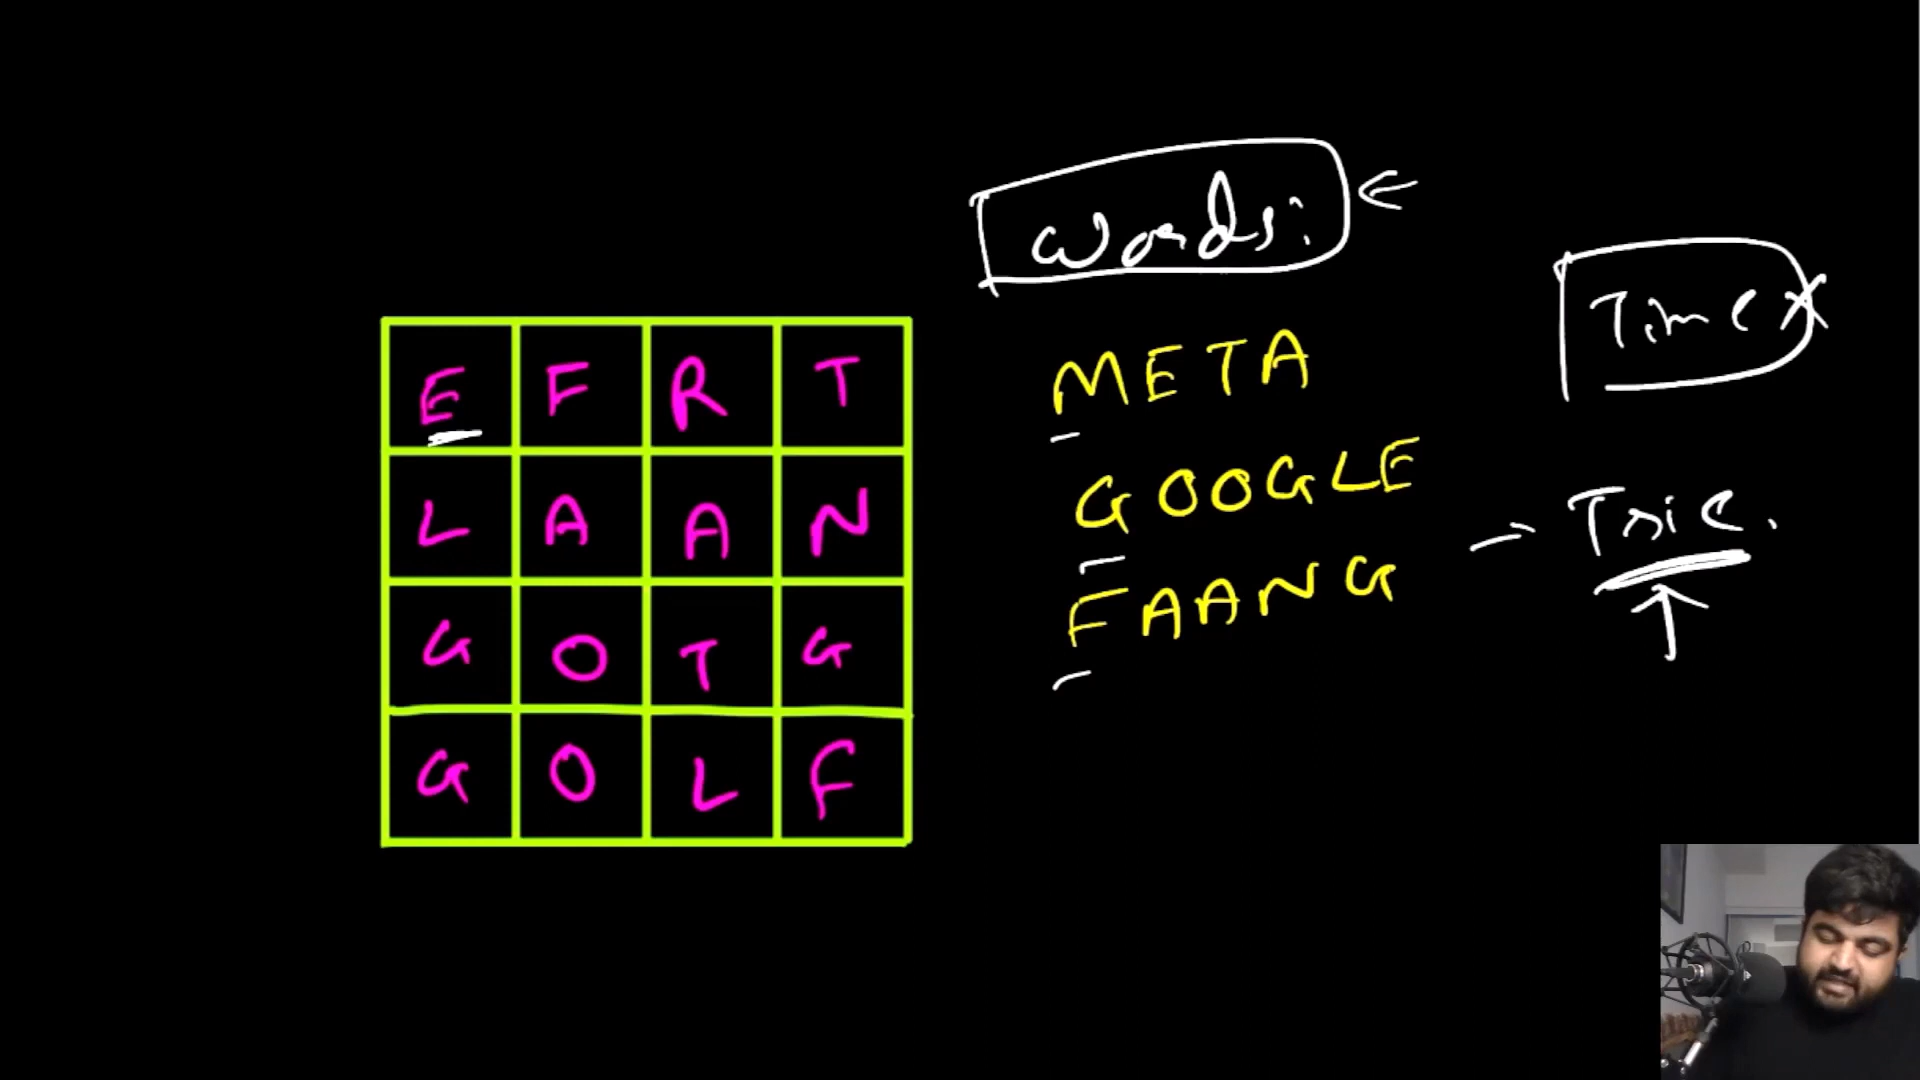 Words:
Time X
E F R T
L A A N
G O T G
G O L F
META
GOOGLE
FAANG
- Trie.